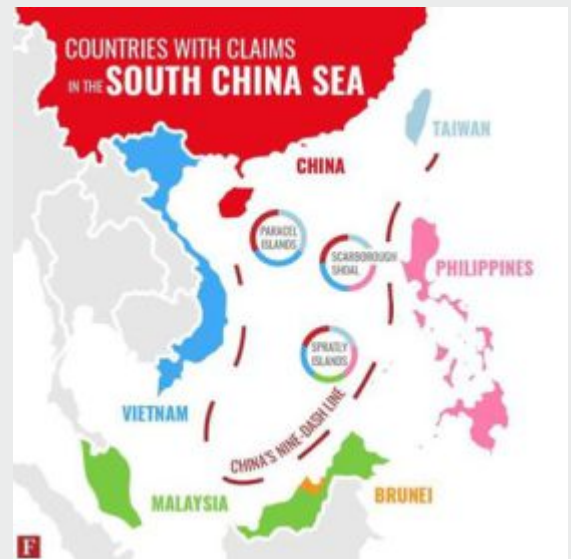 COUNTRIES WITH CLAIMS
IN THE SOUTH CHINA SEA
TAIWAN
CHINA
PARACEL
ISLANDS
SCARBOROUGH
SHOAL
PHILIPPINES
SPRATLY
ISLANDS
VIETNAM
CHINA'S NINE-DASH LINE
MALAYSIA
BRUNEI
F